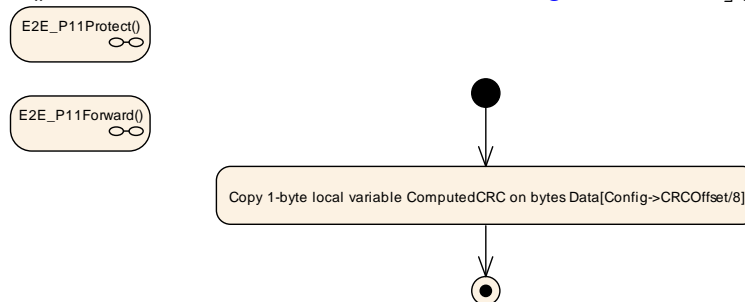 E2E_P11Protect()
E2E_P11Forward()
Copy 1-byte local variable ComputedCRC on bytes Data[Config->CRCOffset/8]